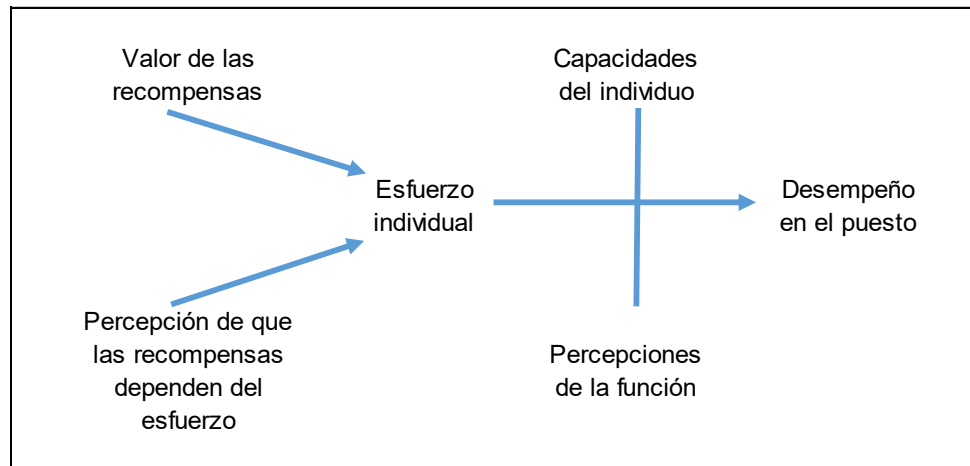 Valor de las
recompensas
Capacidades
del individuo
Esfuerzo
individual
Desempeño
en el puesto
Percepción de que
las recompensas
dependen del
esfuerzo
Percepciones
de la función